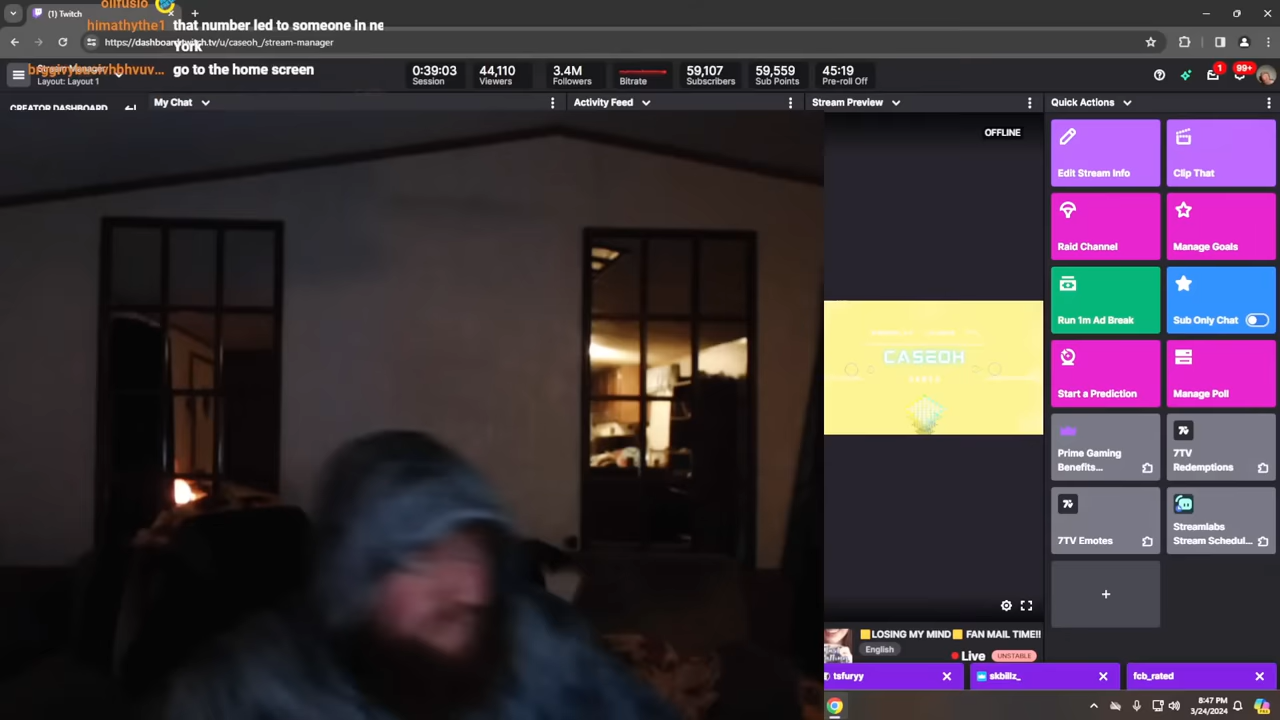 ollfusio
(1) Twitch
himathythe1 that number led to someone in ne
York
https://dashboard.twitch.tv/u/caseoh_/stream-manager
go to the home screen
Stream Manager
Layout: Layout 1
0:39:03
Session
44,110
Viewers
3.4M
Followers
Bitrate
59,107
Subscribers
59,559
Sub Points
45:19
Pre-roll Off
1
99+
CREATOR DASHBOARD
My Chat
Activity Feed
Stream Preview
Quick Actions
OFFLINE
Edit Stream Info
Clip That
Raid Channel
Manage Goals
Run 1m Ad Break
Sub Only Chat
Start a Prediction
Manage Poll
CASEOH
Prime Gaming
Benefits...
7TV
Redemptions
7TV Emotes
Streamlabs
Stream Schedul...
+
LOSING MY MIND FAN MAIL TIME!!
English
Live
UNSTABLE
tsfuryy
skbillz_
fcb_rated
8:47 PM
3/24/2024